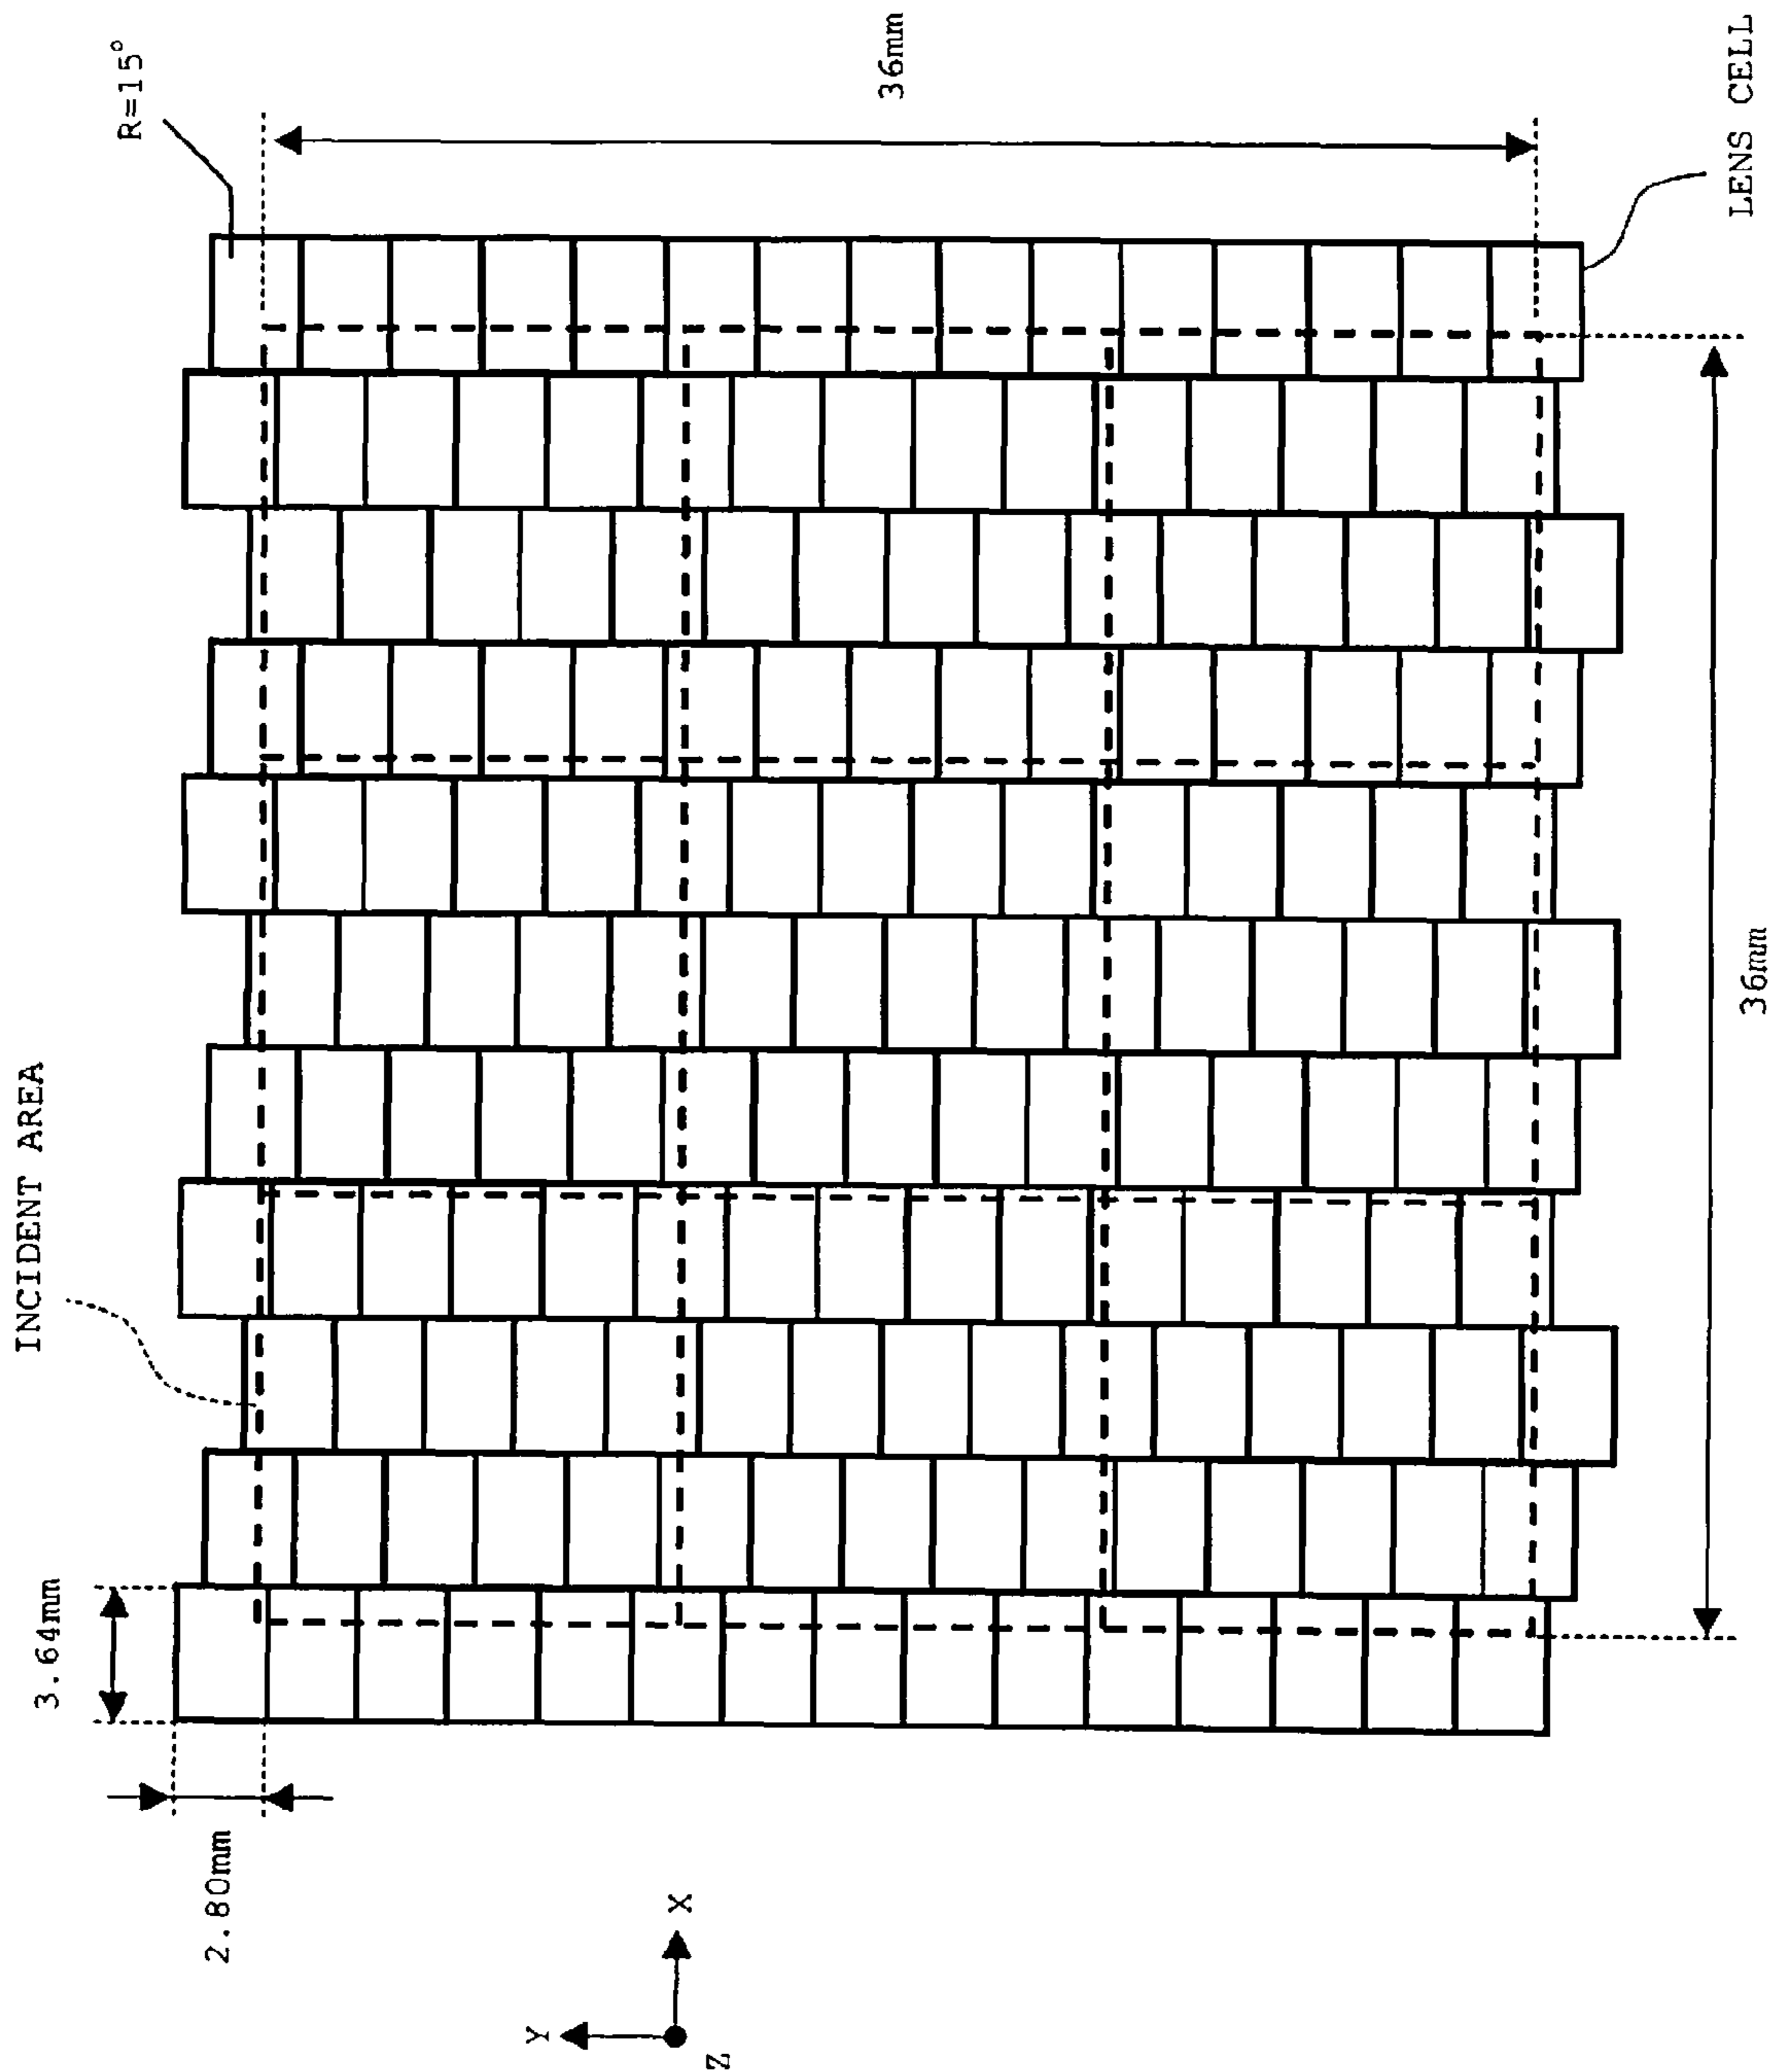 R=15°
36mm
LENS CELL
INCIDENT AREA
36mm
3.64mm
2.80mm
Y
X
Z